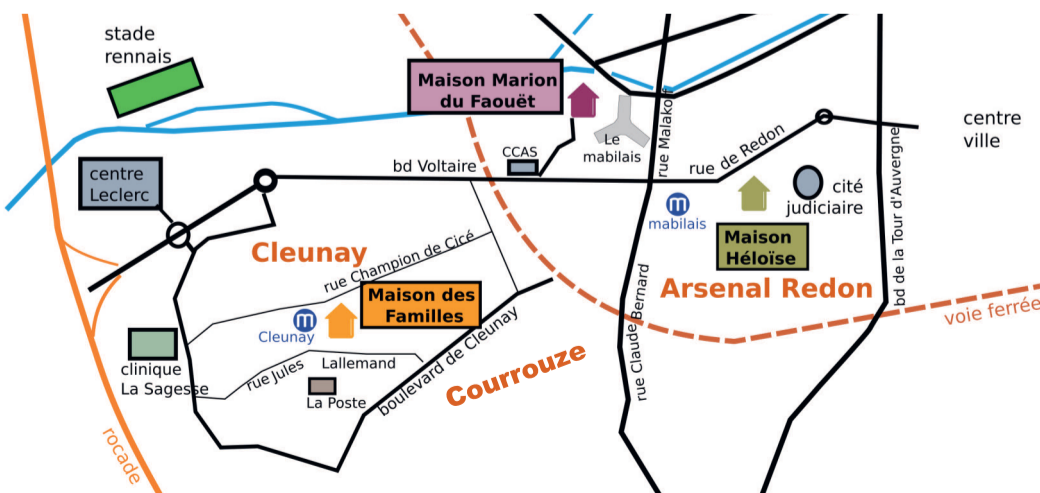 stade
rennais
Maison Marion
du Faouët
centre
ville
Le
mabilais
rue Malakoff
rue de Redon
CCAS
bd Voltaire
centre
Leclerc
cité
judiciaire
m
mabilais
bd de la Tour d'Auvergne
Maison
Héloïse
Cleunay
rue Champion de Cicé
Arsenal Redon
Maison des
Familles
m
Cleunay
voie ferrée
rue Claude Bernard
boulevard de Cleunay
Courrouze
clinique
La Sagesse
rue Jules
Lallemand
La Poste
rocade